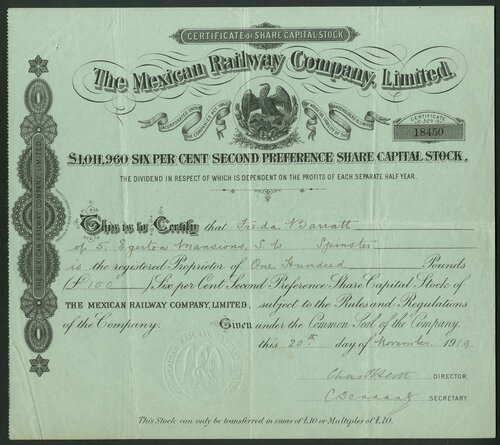 CERTIFICATE OF SHARE CAPITAL STOCK.
The Mexican Railway Company, Limited.
INCORPORATED UNDER THE COMPANIES ACT, 1862.
CERTIFICATE No.
18450
£1,011,960 SIX PER CENT SECOND PREFERENCE SHARE CAPITAL STOCK.
THE DIVIDEND IN RESPECT OF WHICH IS DEPENDENT ON THE PROFITS OF EACH SEPARATE HALF YEAR.
This is to Certify that Freda Barratt
of 5, Egerton Mansions, S.W. Spinster
is the registered Proprietor of One Hundred Pounds
(£100 ) Six per Cent Second Preference Share Capital Stock of
THE MEXICAN RAILWAY COMPANY, LIMITED, subject to the Rules and Regulations
of the Company. Given under the Common Seal of the Company.
this 20th day of November 1919
DIRECTOR.
SECRETARY.
This Stock can only be transferred in sums of £10 or Multiples of £10.
THE MEXICAN RAILWAY COMPANY, LIMITED.